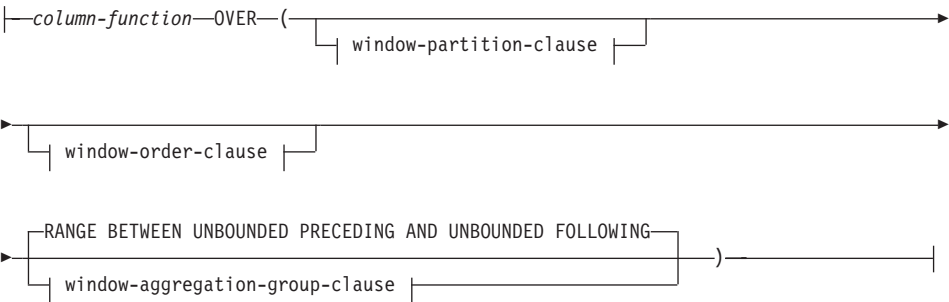 column-function OVER (
window-partition-clause
window-order-clause
RANGE BETWEEN UNBOUNDED PRECEDING AND UNBOUNDED FOLLOWING
)
window-aggregation-group-clause